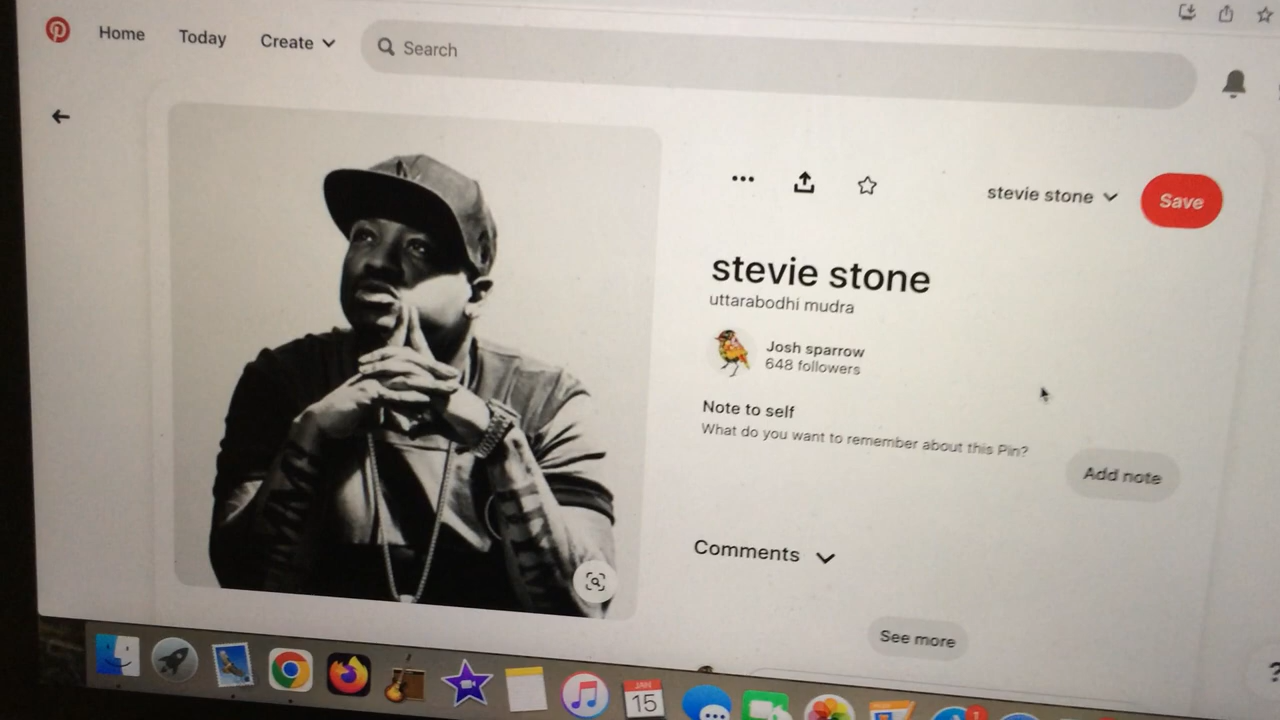 Home
Today
Create
Search
stevie stone
Save
stevie stone
uttarabodhi mudra
Josh sparrow
648 followers
Note to self
What do you want to remember about this Pin?
Add note
Comments
See more
JAN
15
?